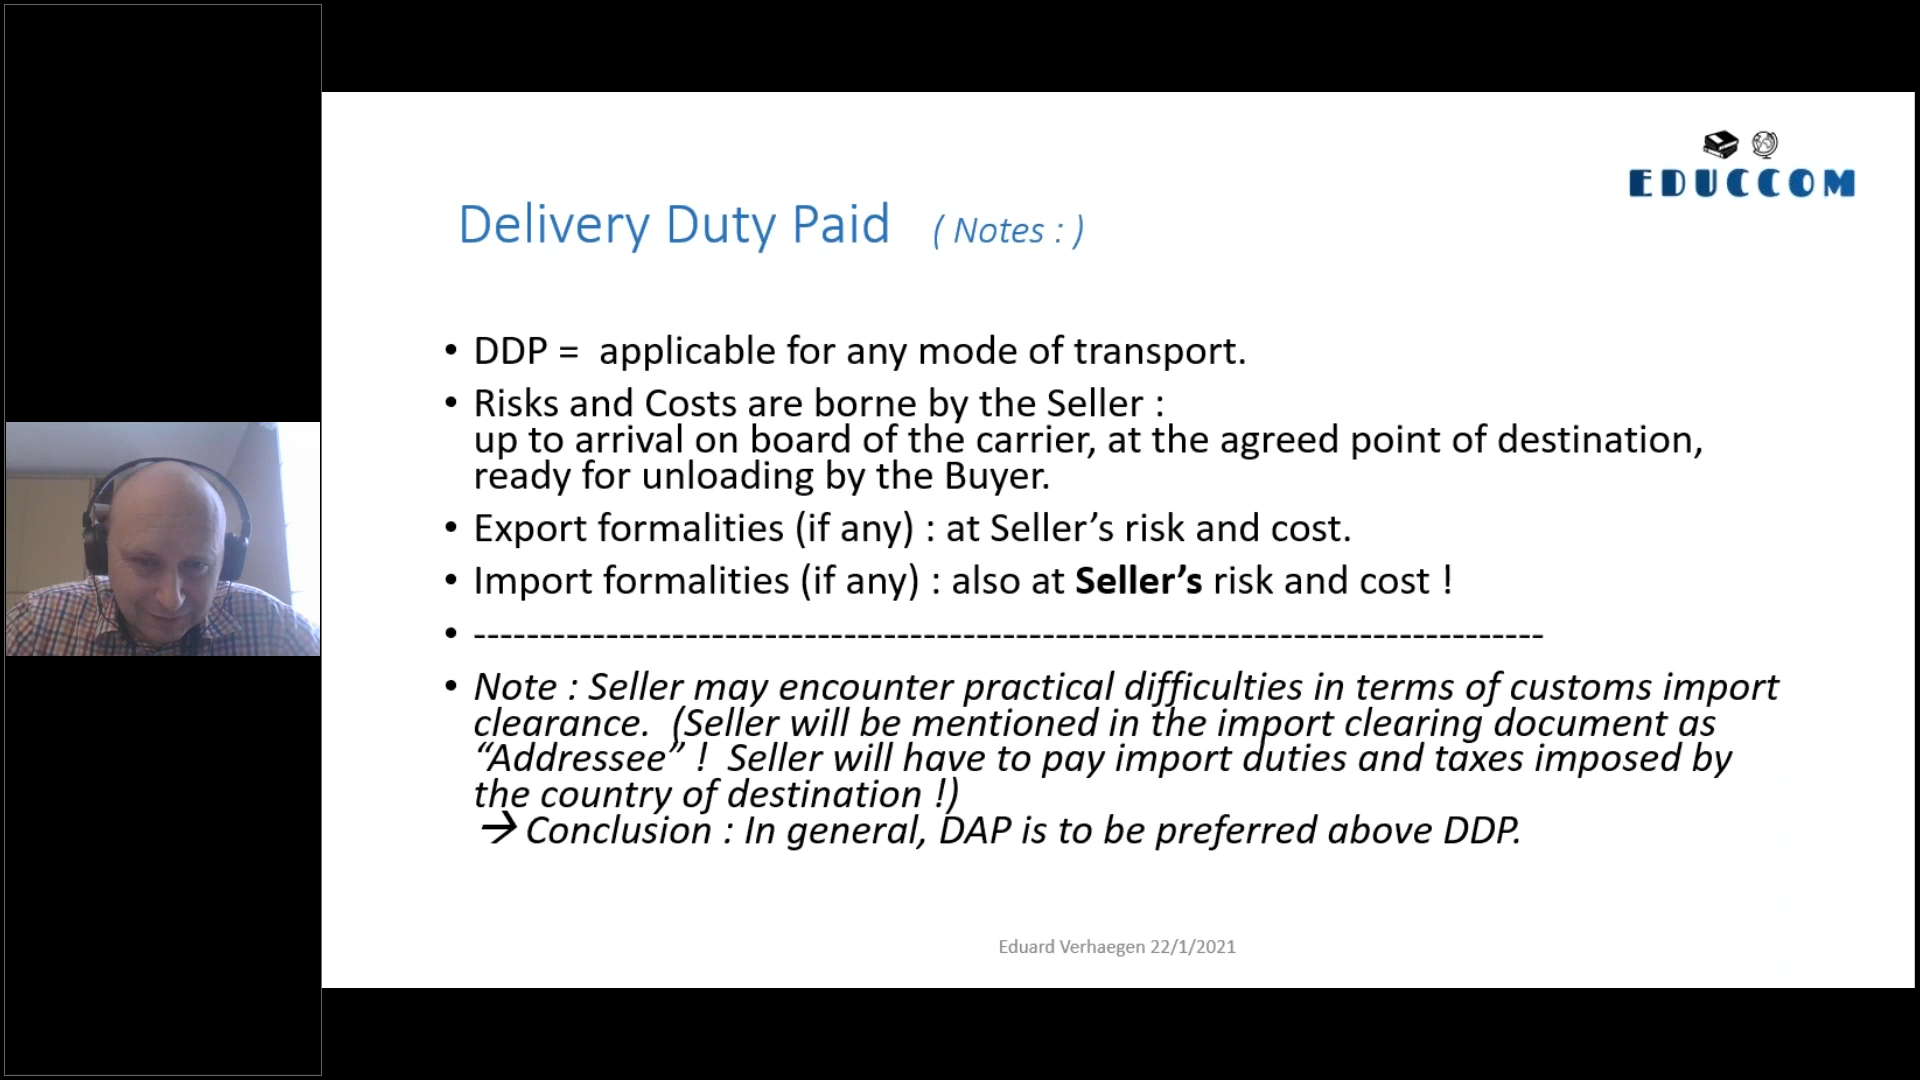 EDUCCOM
Delivery Duty Paid ( Notes : )
• DDP = applicable for any mode of transport.
• Risks and Costs are borne by the Seller :
up to arrival on board of the carrier, at the agreed point of destination,
ready for unloading by the Buyer.
• Export formalities (if any) : at Seller’s risk and cost.
• Import formalities (if any) : also at Seller’s risk and cost !
• ---------------------------------------------------------------------------------
• Note : Seller may encounter practical difficulties in terms of customs import
clearance. (Seller will be mentioned in the import clearing document as
“Addressee” ! Seller will have to pay import duties and taxes imposed by
the country of destination !)
→ Conclusion : In general, DAP is to be preferred above DDP.
Eduard Verhaegen 22/1/2021